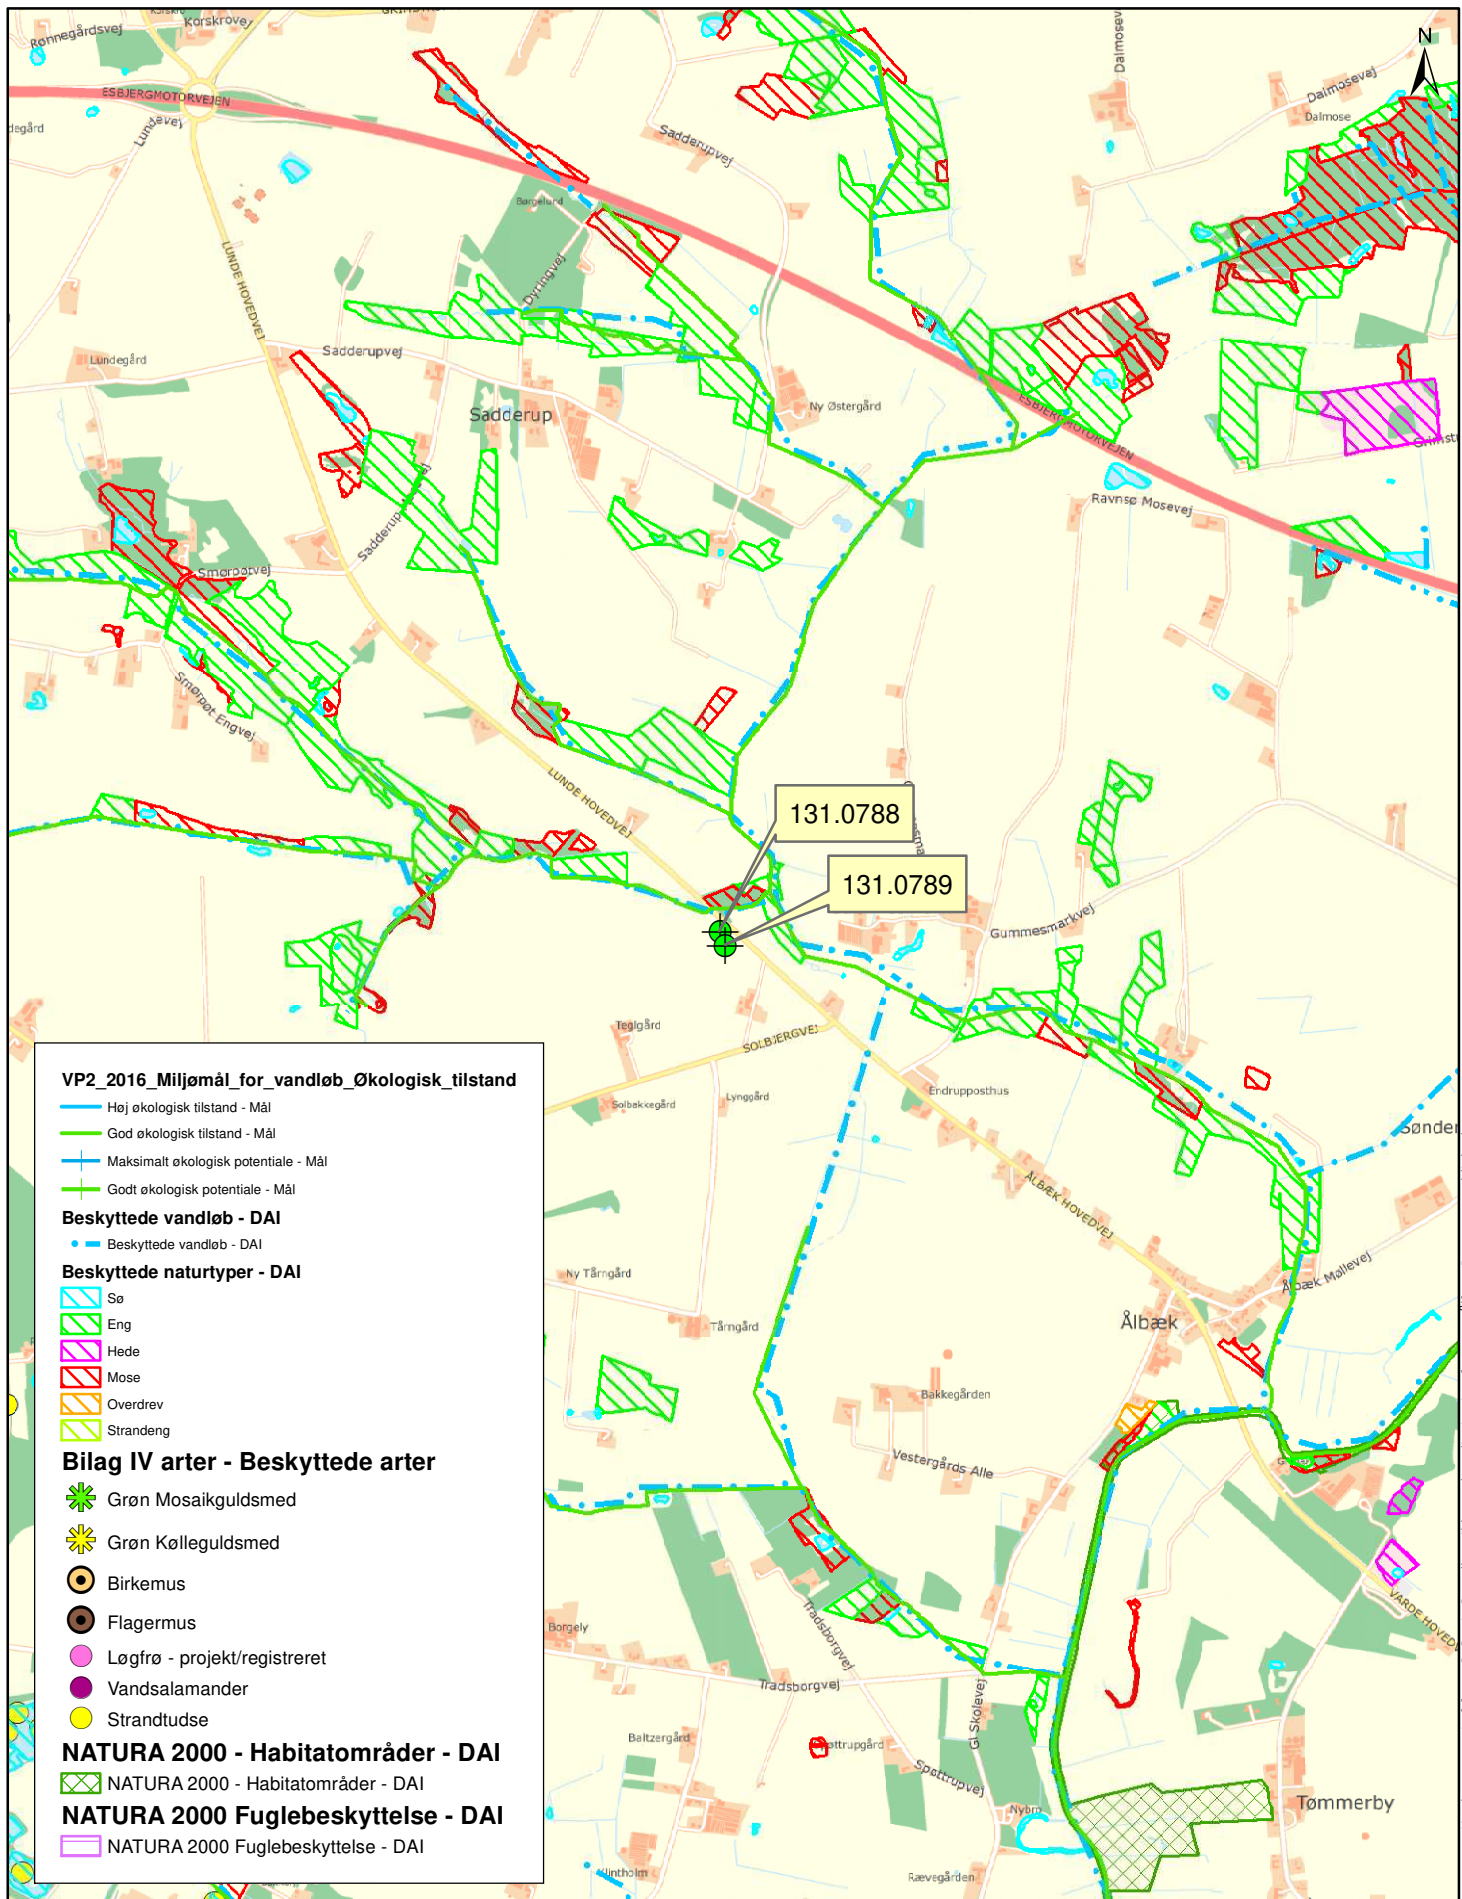 Korskrovej
Rønnegårdsvej
N
Dalmosevej
Dalmose
ESBJERGMOTORVEJEN
degård
Lundevej
Sadderupvej
Børgelund
LUNDE HOVEDVEJ
Dyringvej
Lundegård
Sadderupvej
Sadderup
Ny Østergård
ESBJERGMOTORVEJEN
Ravnsø Mosevej
Smørpøtvej
Smørpøt Engvej
LUNDE HOVEDVEJ
131.0788
131.0789
Gummesmarkvej
Teglgård
SOLBJERGVEJ
Solbakkegård
Lynggård
Endrupposthus
Sønder
ÅLBÆK HOVEDVEJ
VP2_2016_Miljømål_for_vandløb_Økologisk_tilstand
Høj økologisk tilstand - Mål
God økologisk tilstand - Mål
Maksimalt økologisk potentiale - Mål
Godt økologisk potentiale - Mål
Beskyttede vandløb - DAI
Beskyttede vandløb - DAI
Beskyttede naturtyper - DAI
Sø
Eng
Hede
Mose
Overdrev
Strandeng
Bilag IV arter - Beskyttede arter
Grøn Mosaikguldsmed
Grøn Kølleguldsmed
Birkemus
Flagermus
Løgfrø - projekt/registreret
Vandsalamander
Strandtudse
NATURA 2000 - Habitatområder - DAI
NATURA 2000 - Habitatområder - DAI
NATURA 2000 Fuglebeskyttelse - DAI
NATURA 2000 Fuglebeskyttelse - DAI
Ny Tårngård
Tårngård
Ålbæk Møllevej
Ålbæk
Bakkegården
Vestergårds Alle
VARDE HOVEDV
Borgely
Tradsborgvej
Tradsborgvej
Gl Skolevej
Baltzergård
Spøttrupvej
Nybro
Tømmerby
Rævegården